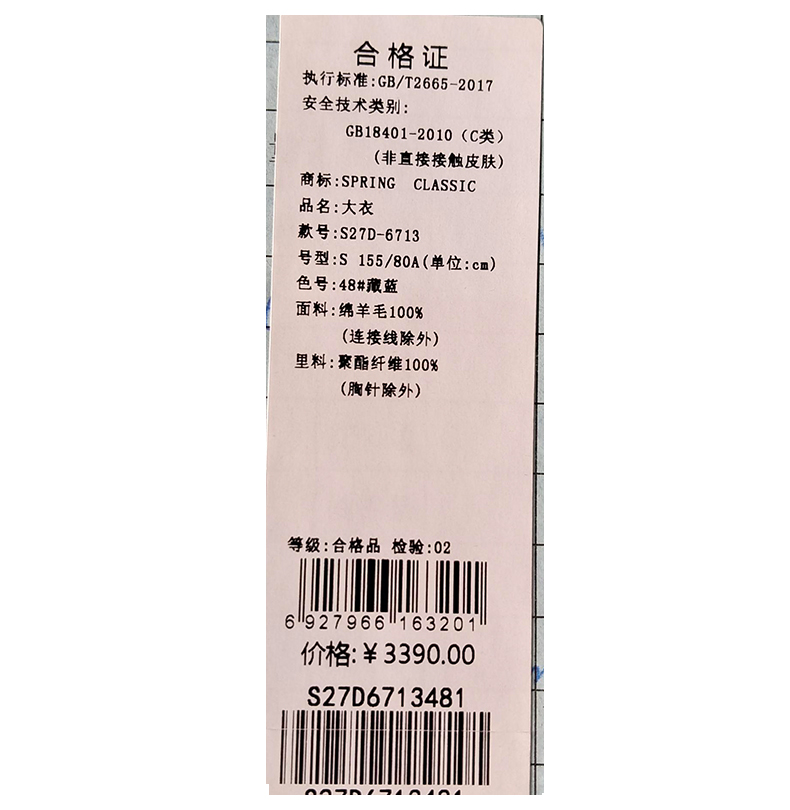 合格证
执行标准:GB/T2665-2017
安全技术类别:
GB18401-2010（C类）
(非直接接触皮肤)
商标:SPRING CLASSIC
品名:大衣
款号:S27D-6713
号型:S 155/80A(单位:cm)
色号:48#藏蓝
面料:绵羊毛100%
(连接线除外)
里料:聚酯纤维100%
(胸针除外)
等级:合格品 检验:02
6 927966 163201
价格:￥3390.00
S27D6713481
S27D6713481